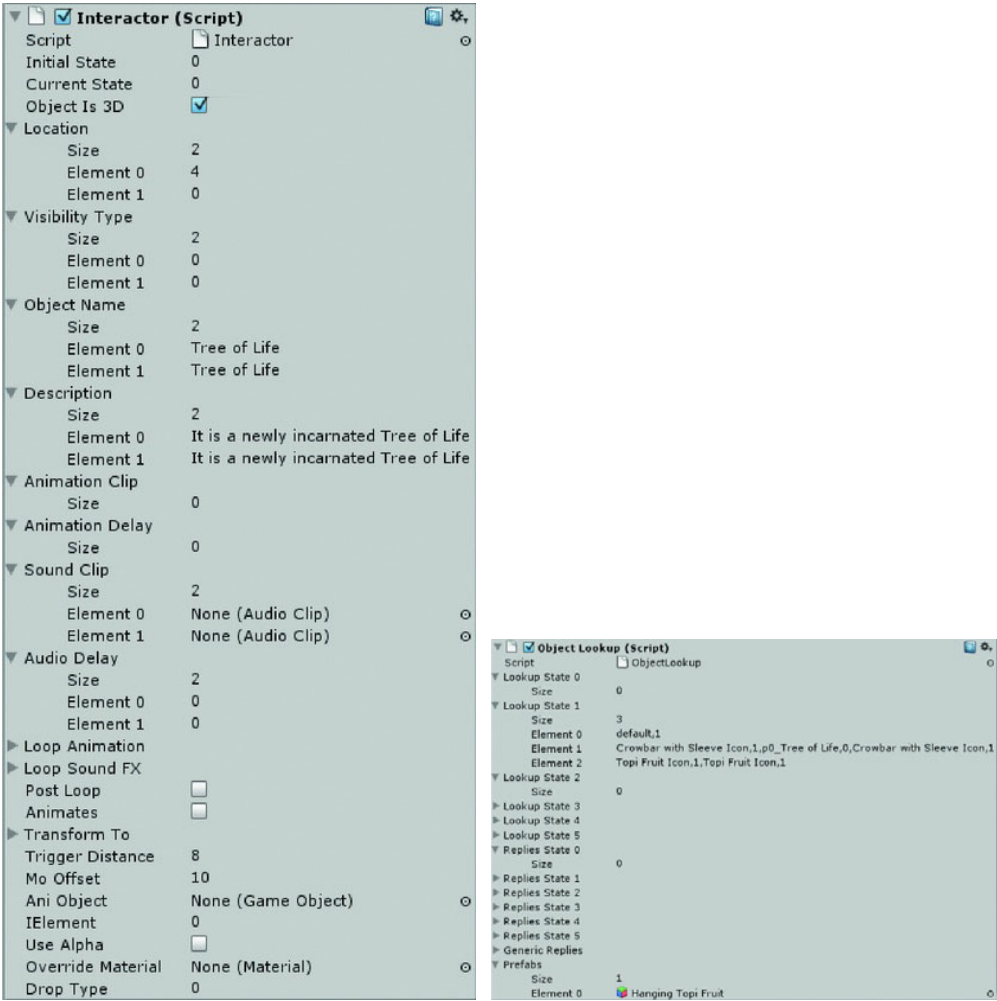 Interactor (Script)
Script Interactor
Initial State 0
Current State 0
Object Is 3D
Location
Size 2
Element 0 4
Element 1 0
Visibility Type
Size 2
Element 0 0
Element 1 0
Object Name
Size 2
Element 0 Tree of Life
Element 1 Tree of Life
Description
Size 2
Element 0 It is a newly incarnated Tree of Life
Element 1 It is a newly incarnated Tree of Life
Animation Clip
Size 0
Animation Delay
Size 0
Sound Clip
Size 2
Element 0 None (Audio Clip)
Element 1 None (Audio Clip)
Audio Delay
Size 2
Element 0 0
Element 1 0
Loop Animation
Loop Sound FX
Post Loop
Animates
Transform To
Trigger Distance 8
Mo Offset 10
Ani Object None (Game Object)
IElement 0
Use Alpha
Override Material None (Material)
Drop Type 0
Object Lookup (Script)
Script ObjectLookup
Lookup State 0
Size 0
Lookup State 1
Size 3
Element 0 default,1
Element 1 Crowbar with Sleeve Icon,1,p0_Tree of Life,0,Crowbar with Sleeve Icon,1
Element 2 Topi Fruit Icon,1,Topi Fruit Icon,1
Lookup State 2
Size 0
Lookup State 3
Lookup State 4
Lookup State 5
Replies State 0
Size 0
Replies State 1
Replies State 2
Replies State 3
Replies State 4
Replies State 5
Generic Replies
Prefabs
Size 1
Element 0 Hanging Topi Fruit